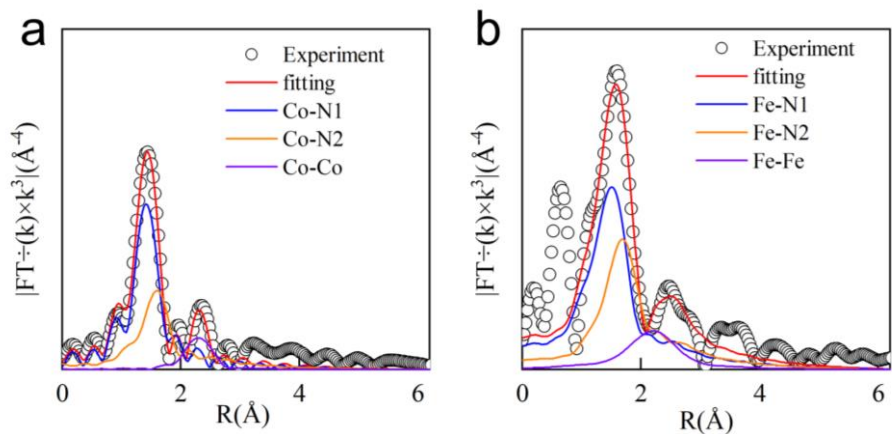 a
Experiment
fitting
Co-N1
Co-N2
Co-Co
|FT÷(k)×k³|(Å⁻⁴)
0
2
4
6
R(Å)
b
Experiment
fitting
Fe-N1
Fe-N2
Fe-Fe
|FT÷(k)×k³|(Å⁻⁴)
0
2
4
6
R(Å)